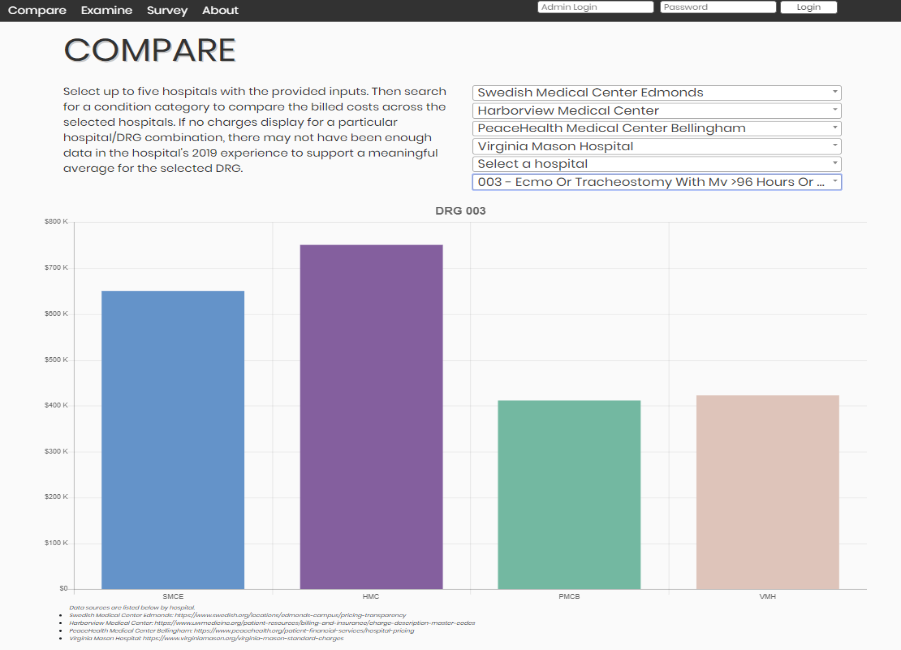 Compare Examine Survey About Admin Login Password Login
COMPARE
Select up to five hospitals with the provided inputs. Then search
for a condition category to compare the billed costs across the
selected hospitals. If no charges display for a particular
hospital/DRG combination, there may not have been enough
data in the hospital's 2019 experience to support a meaningful
average for the selected DRG.
Swedish Medical Center Edmonds
Harborview Medical Center
PeaceHealth Medical Center Bellingham
Virginia Mason Hospital
Select a hospital
003 - Ecmo Or Tracheostomy With Mv >96 Hours Or ...
DRG 003
$800 K
$700 K
$600 K
$500 K
$400 K
$300 K
$200 K
$100 K
$0
SMCE HMC PMCB VMH
Data sources are listed below by hospital.
Swedish Medical Center Edmonds: https://www.swedish.org/locations/edmonds-campus/pricing-transparency
Harborview Medical Center: https://www.uwmedicine.org/patient-resources/billing-and-insurance/charge-description-master-codes
PeaceHealth Medical Center Bellingham: https://www.peacehealth.org/patient-financial-services/hospital-pricing
Virginia Mason Hospital: https://www.virginiamason.org/virginia-mason-standard-charges